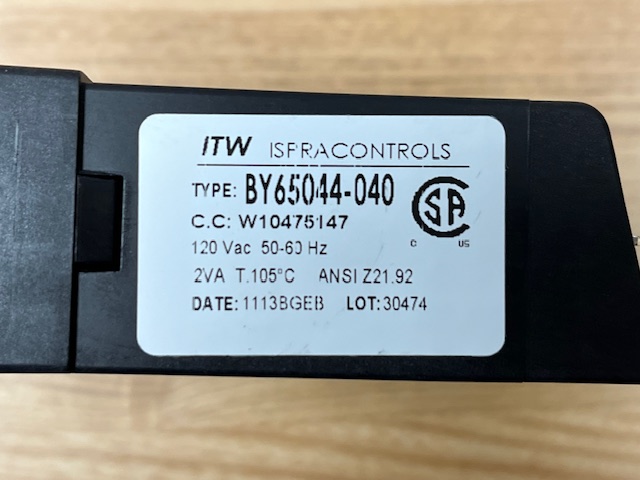 ITW ISPRACONTROLS
TYPE: BY65044-040
C.C: W10475147
120 Vac 50-60 Hz
2VA T.105°C ANSI Z21.92
DATE: 1113BGEB LOT: 30474
CSA
C US